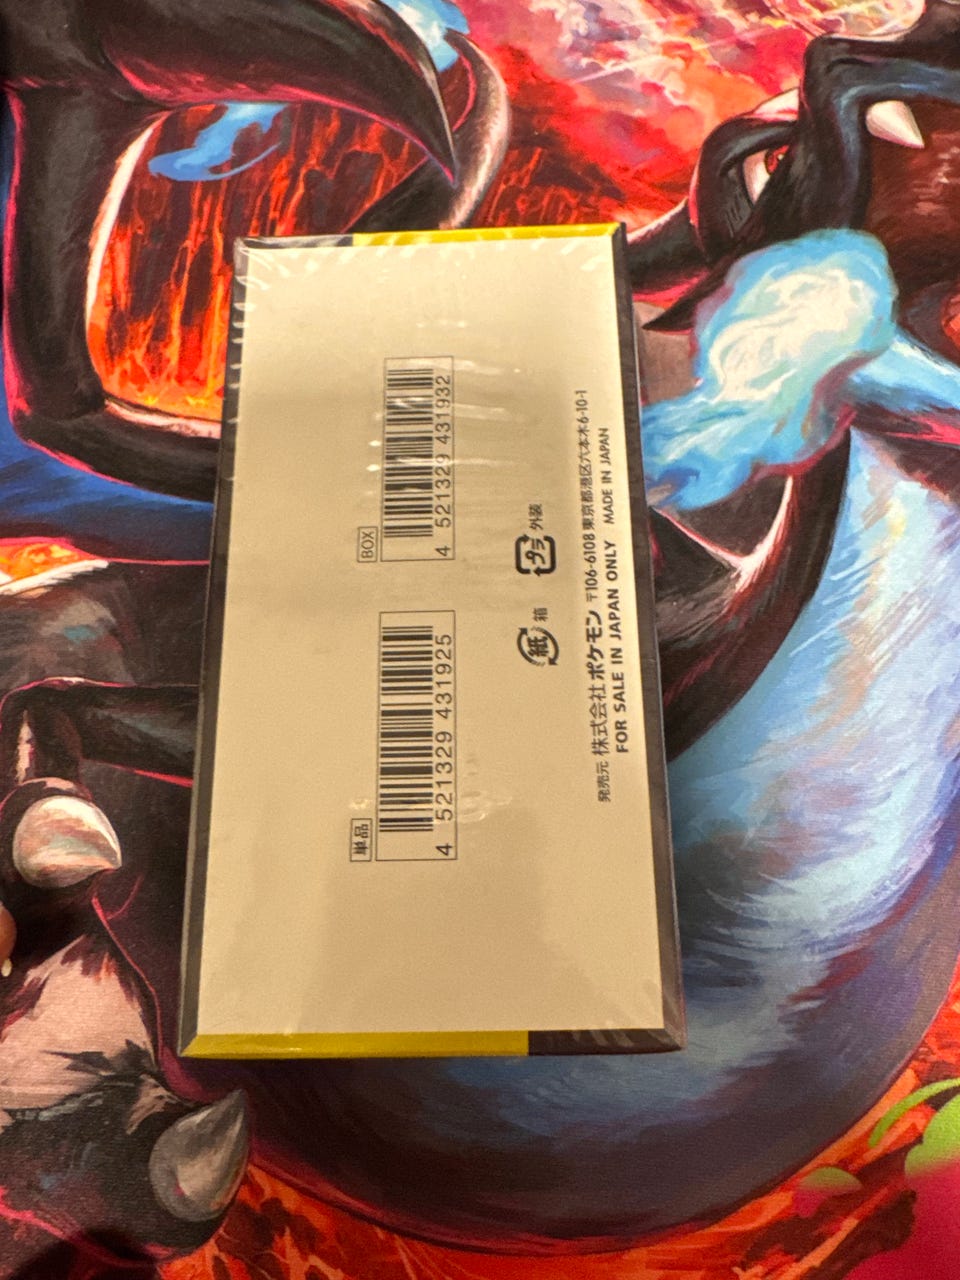 単品
4 521329 431925
BOX
4 521329 431932
紙 箱
プラ 外装
発売元 株式会社ポケモン 〒106-6108 東京都港区六本木6-10-1
FOR SALE IN JAPAN ONLY MADE IN JAPAN